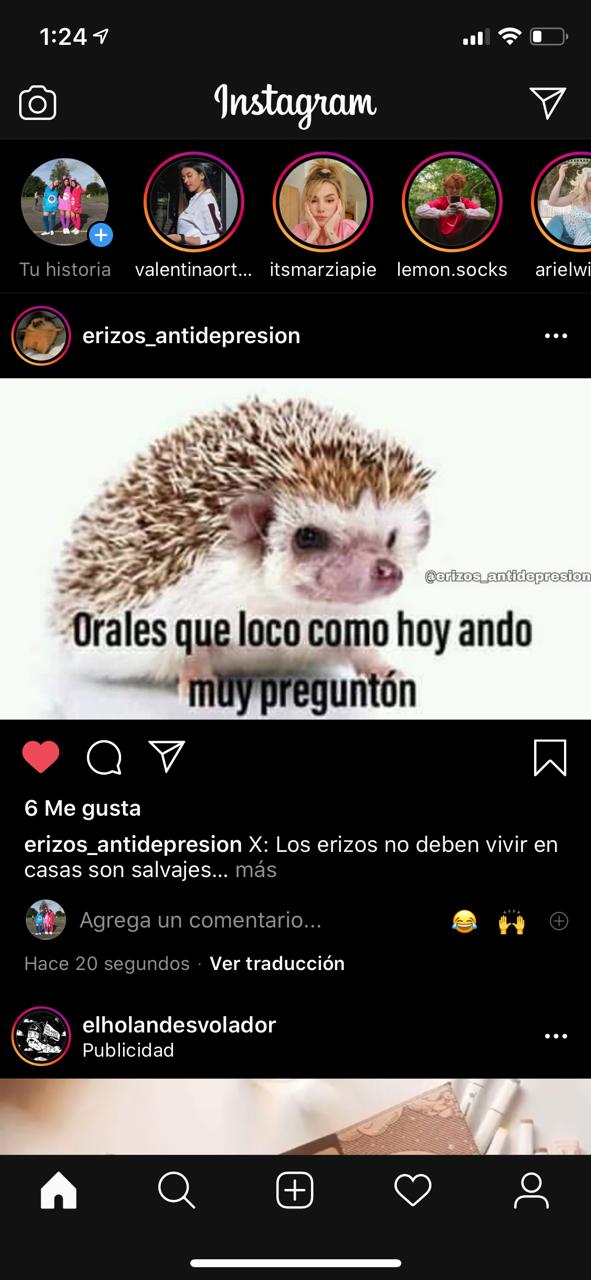 1:24
Instagram
Tu historia
valentinaort...
itsmarziapie
lemon.socks
arielwi
erizos_antidepresion
@erizos_antidepresion
Orales que loco como hoy ando
muy preguntón
6 Me gusta
erizos_antidepresion X: Los erizos no deben vivir en
casas son salvajes... más
Agrega un comentario...
Hace 20 segundos · Ver traducción
elholandesvolador
Publicidad